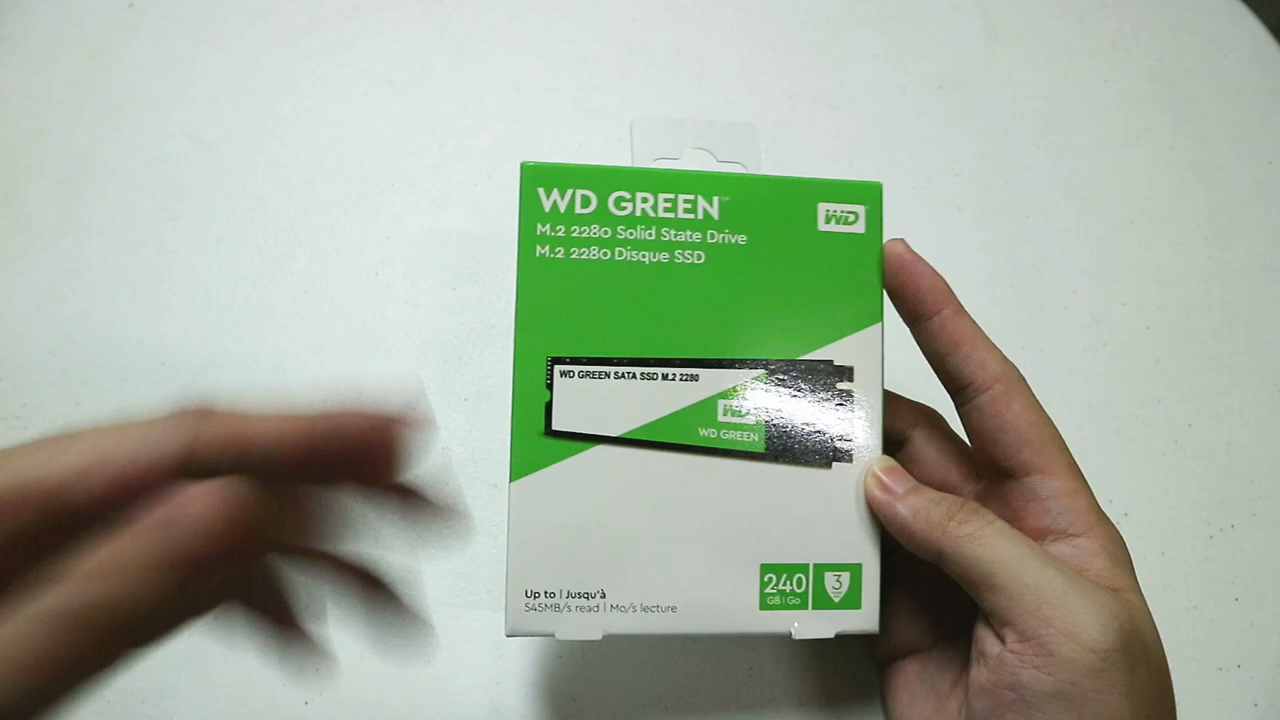 WD GREEN™
WD
M.2 2280 Solid State Drive
M.2 2280 Disque SSD
WD GREEN SATA SSD M.2 2280
WD
WD GREEN
240
GB | Go
3
Up to | Jusqu'à
545MB/s read | Mo/s lecture